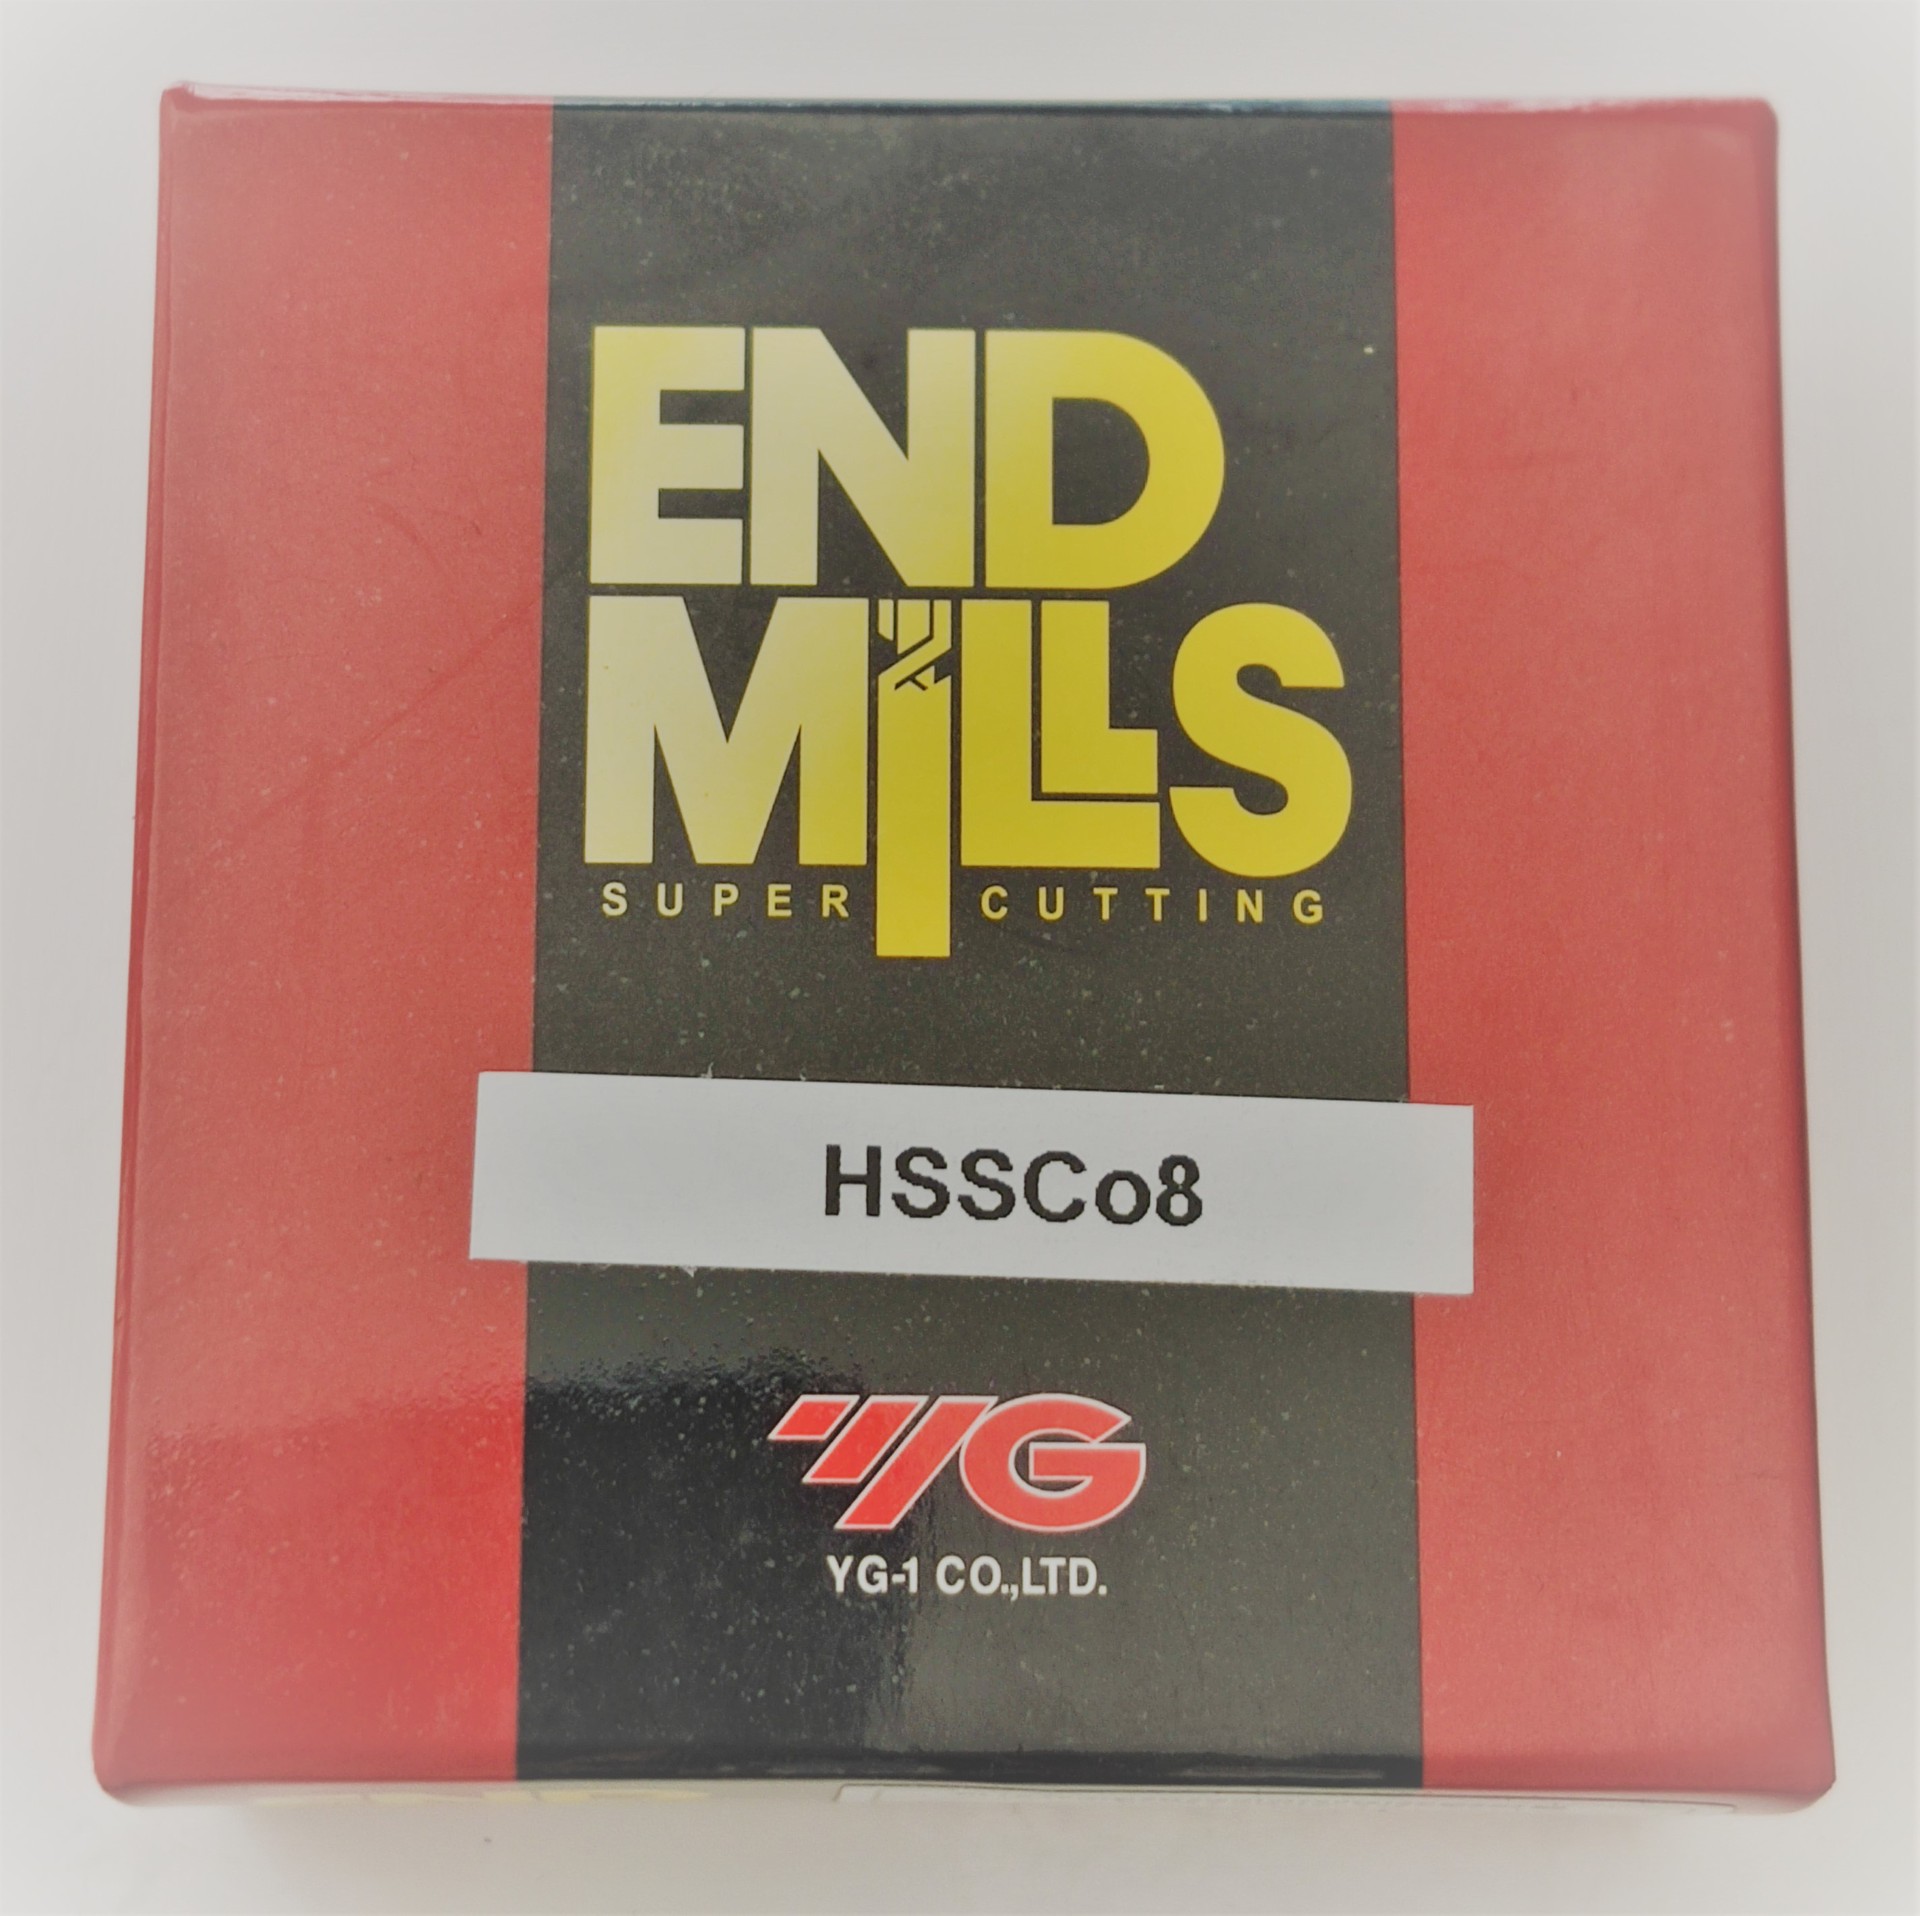 END
MILLS
SUPER CUTTING
HSSCo8
YG
YG-1 CO.,LTD.